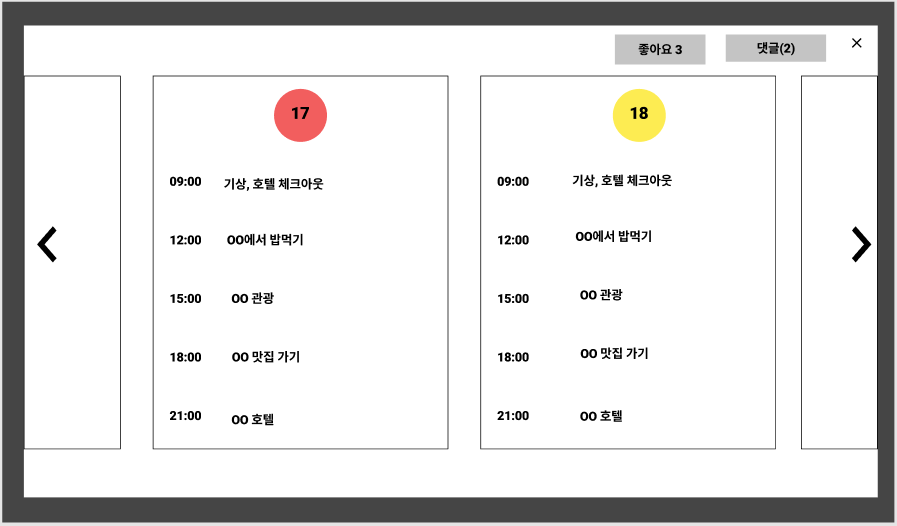 좋아요 3
댓글(2)
17
09:00 기상, 호텔 체크아웃
12:00 OO에서 밥먹기
15:00 OO 관광
18:00 OO 맛집 가기
21:00 OO 호텔
18
09:00 기상, 호텔 체크아웃
12:00 OO에서 밥먹기
15:00 OO 관광
18:00 OO 맛집 가기
21:00 OO 호텔